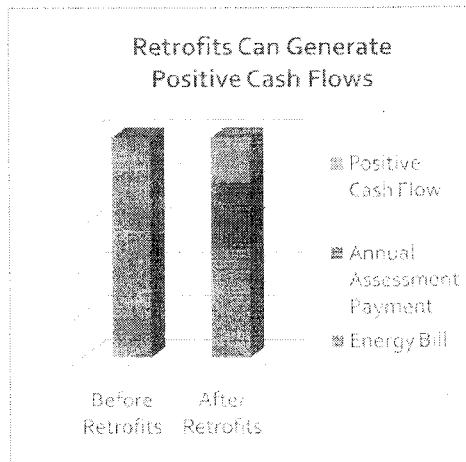 Retrofits Can Generate
Positive Cash Flows
Positive
Cash Flow
Annual
Assessment
Payment
Energy Bill
Before
Retrofits
After
Retrofits